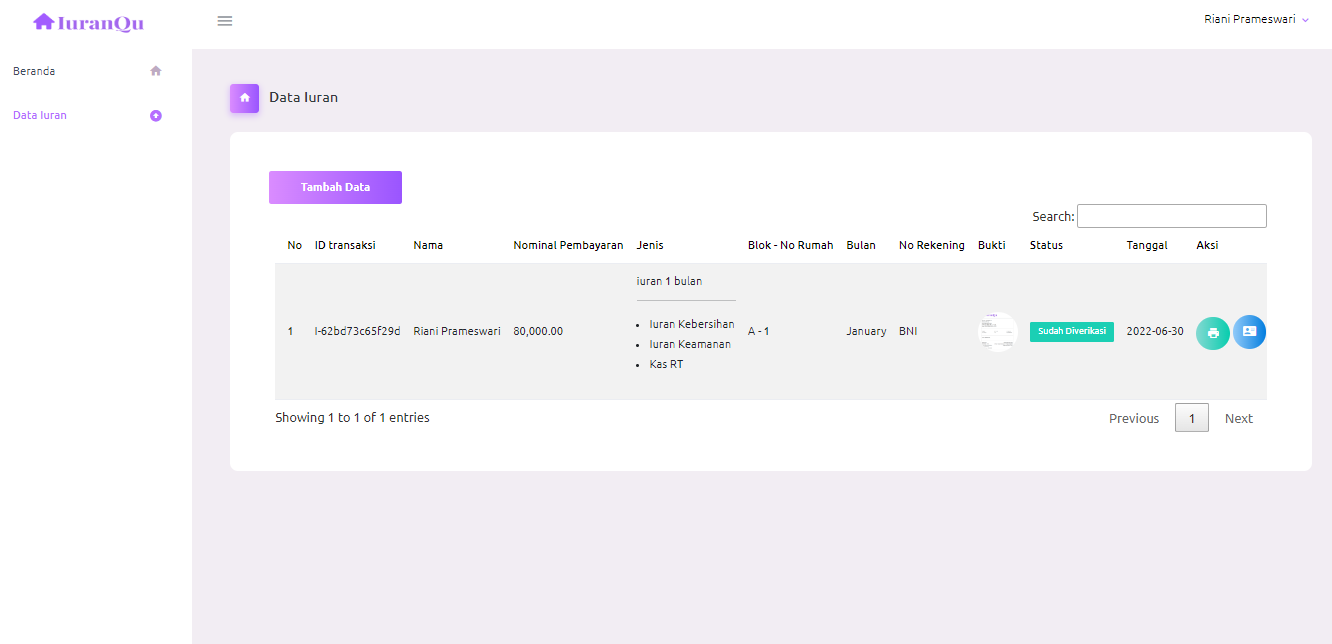 IuranQu
Riani Prameswari
Beranda
Data Iuran
Data Iuran
Tambah Data
Search:
No ID transaksi Nama Nominal Pembayaran Jenis Blok - No Rumah Bulan No Rekening Bukti Status Tanggal Aksi
iuran 1 bulan
1 I-62bd73c65f29d Riani Prameswari 80,000.00 A - 1 January BNI Sudah Diverikasi 2022-06-30
• Iuran Kebersihan
• Iuran Keamanan
• Kas RT
Showing 1 to 1 of 1 entries
Previous 1 Next